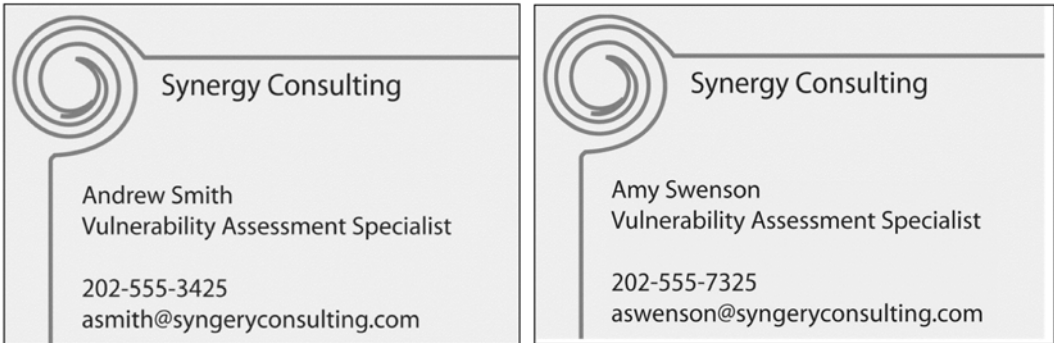 Synergy Consulting
Andrew Smith
Vulnerability Assessment Specialist
202-555-3425
asmith@syngeryconsulting.com
Synergy Consulting
Amy Swenson
Vulnerability Assessment Specialist
202-555-7325
aswenson@syngeryconsulting.com